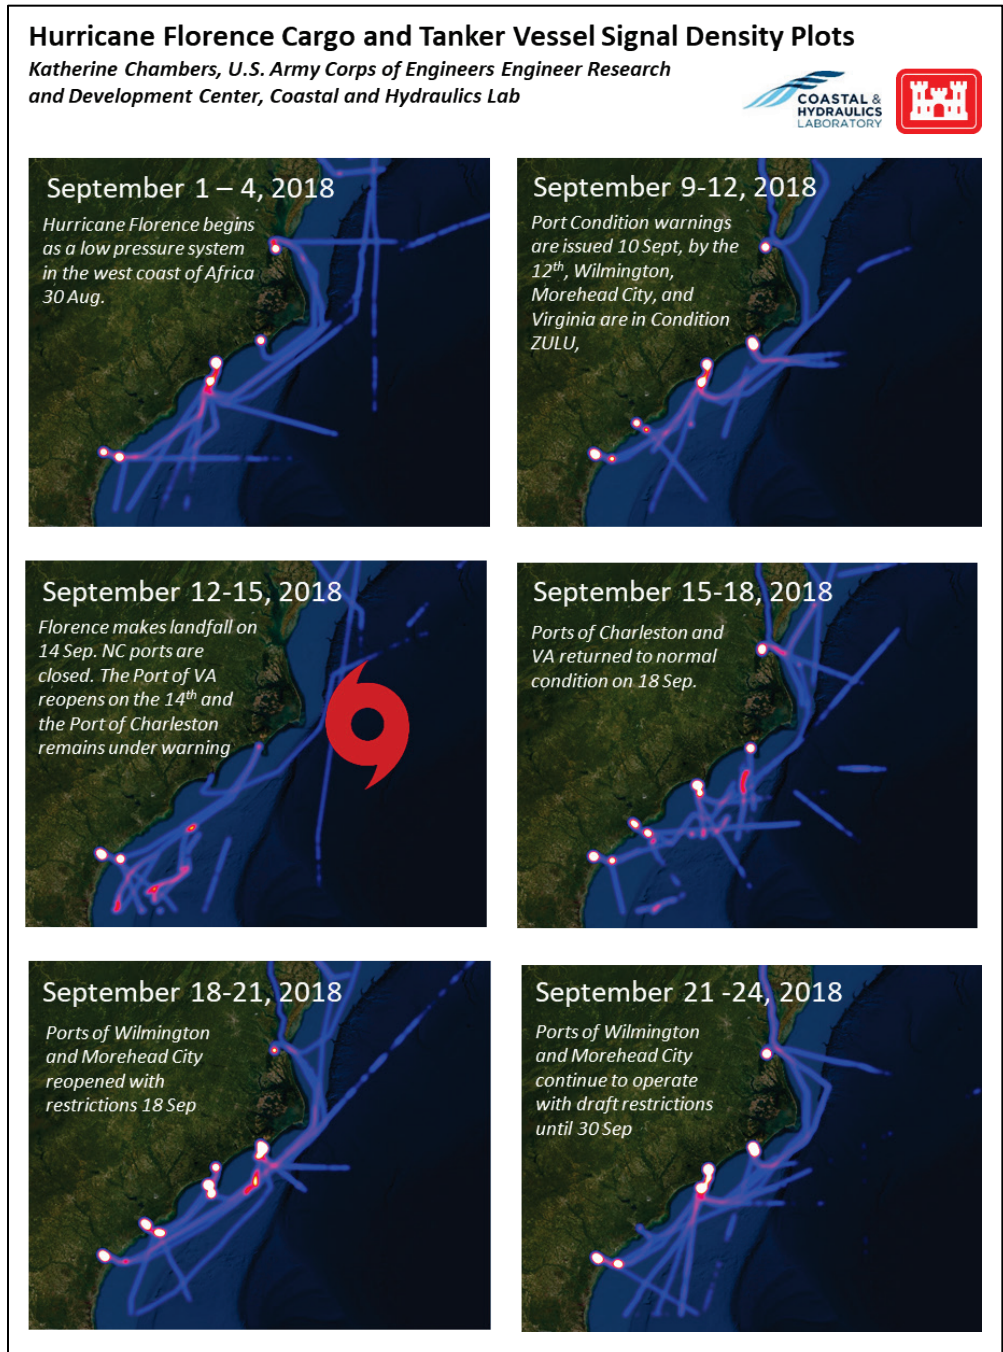 Hurricane Florence Cargo and Tanker Vessel Signal Density Plots
Katherine Chambers, U.S. Army Corps of Engineers Engineer Research
and Development Center, Coastal and Hydraulics Lab
COASTAL &
HYDRAULICS
LABORATORY
September 1 – 4, 2018
Hurricane Florence begins
as a low pressure system
in the west coast of Africa
30 Aug.
September 9-12, 2018
Port Condition warnings
are issued 10 Sept, by the
12th, Wilmington,
Morehead City, and
Virginia are in Condition
ZULU,
September 12-15, 2018
Florence makes landfall on
14 Sep. NC ports are
closed. The Port of VA
reopens on the 14th and
the Port of Charleston
remains under warning
September 15-18, 2018
Ports of Charleston and
VA returned to normal
condition on 18 Sep.
September 18-21, 2018
Ports of Wilmington
and Morehead City
reopened with
restrictions 18 Sep
September 21 -24, 2018
Ports of Wilmington
and Morehead City
continue to operate
with draft restrictions
until 30 Sep